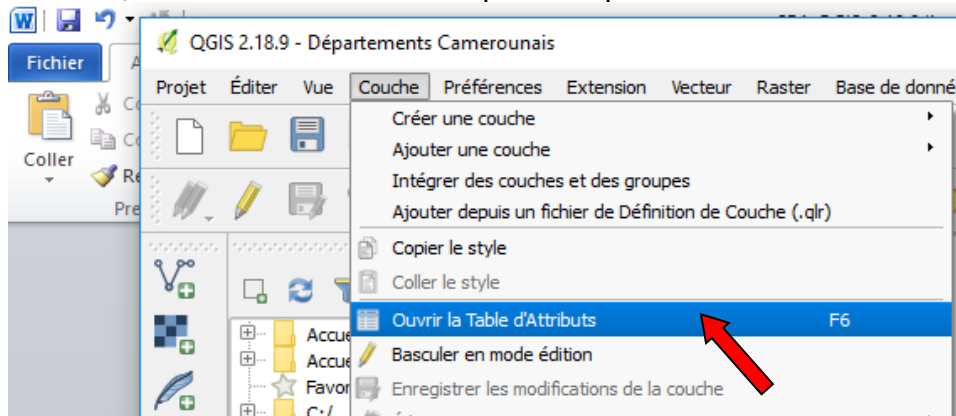 QGIS 2.18.9 - Départements Camerounais
Fichier
Projet Éditer Vue Couche Préférences Extension Vecteur Raster Base de donné
Créer une couche
Ajouter une couche
Coller
Intégrer des couches et des groupes
Ajouter depuis un fichier de Définition de Couche (.qlr)
Copier le style
Coller le style
Ouvrir la Table d'Attributs F6
Accue
Basculer en mode édition
Accue
Enregistrer les modifications de la couche
Favor
C:/